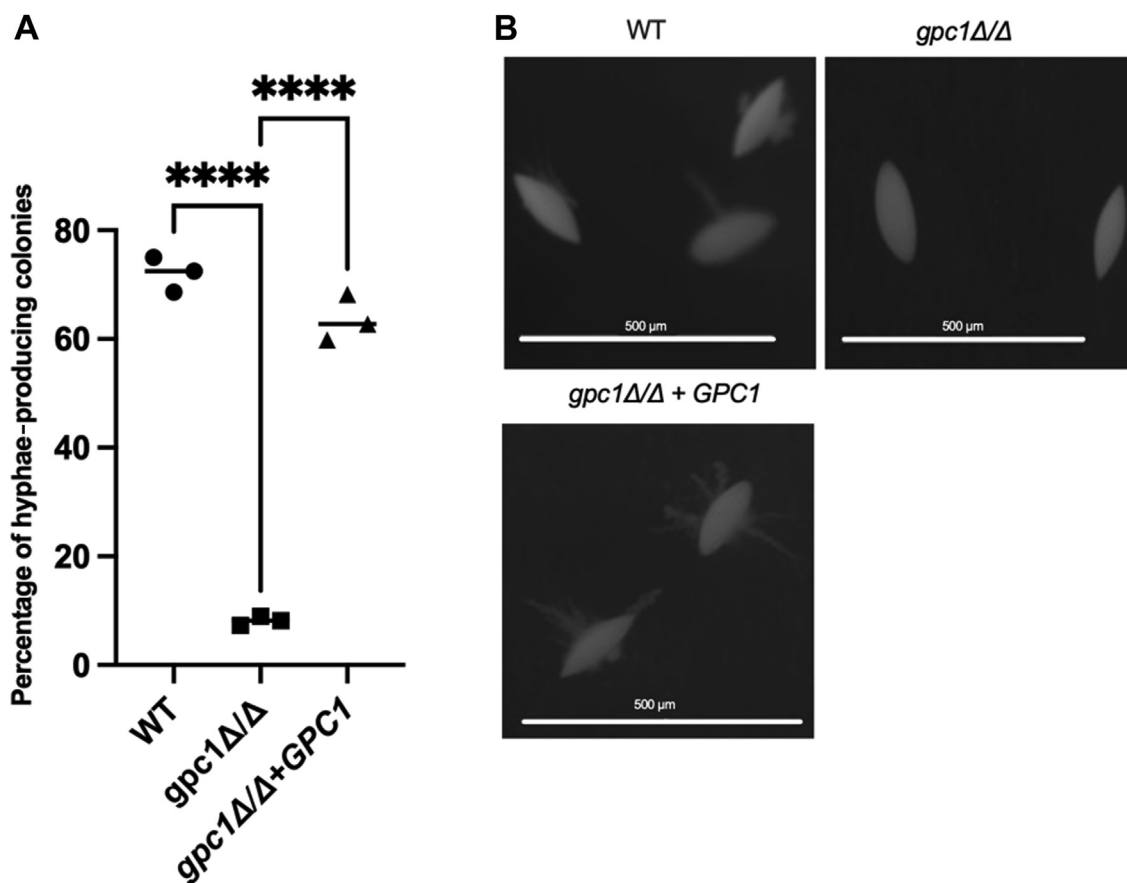 A
Percentage of hyphae-producing colonies
80
60
40
20
0
****
****
WT
gpc1Δ/Δ
gpc1Δ/Δ+GPC1
B
WT
gpc1Δ/Δ
500 µm
500 µm
gpc1Δ/Δ + GPC1
500 µm